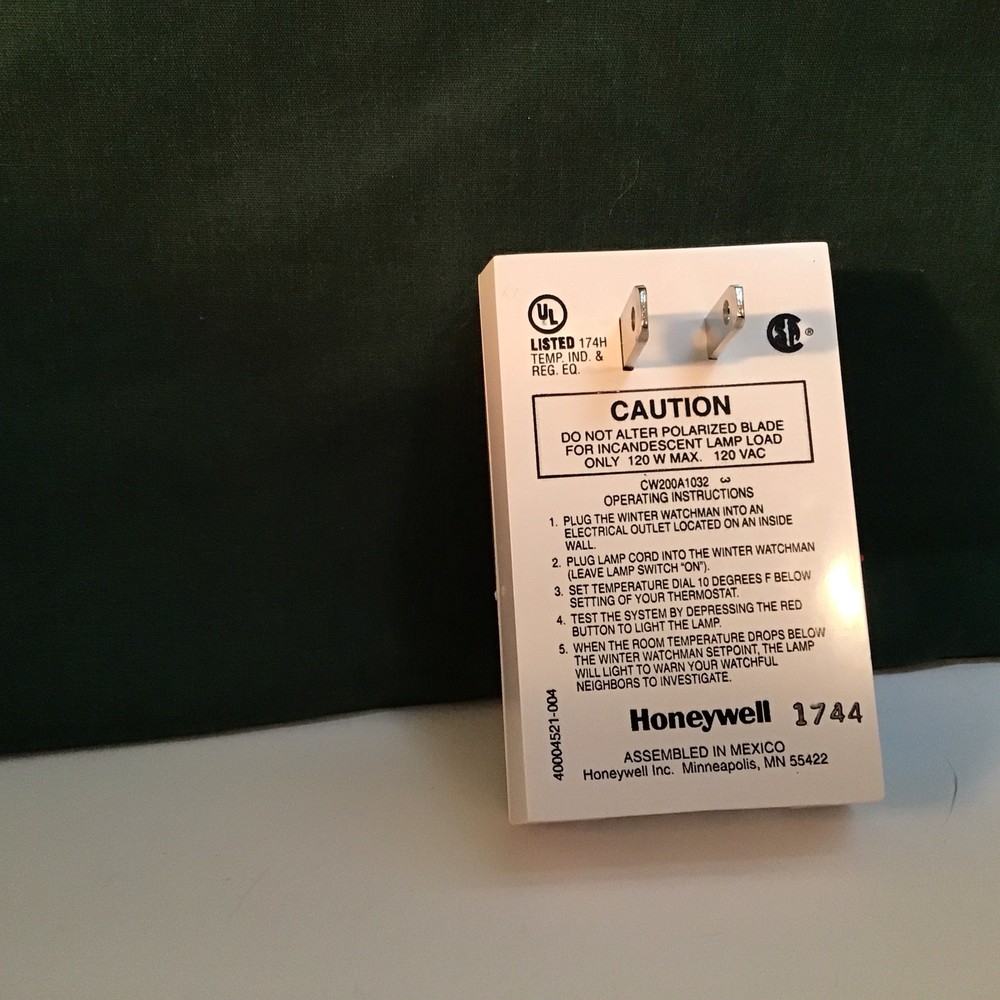 UL
LISTED 174H
TEMP. IND. &
REG. EQ.
®
CAUTION
DO NOT ALTER POLARIZED BLADE
FOR INCANDESCENT LAMP LOAD
ONLY 120 W MAX. 120 VAC
CW200A1032 3
OPERATING INSTRUCTIONS
1. PLUG THE WINTER WATCHMAN INTO AN
ELECTRICAL OUTLET LOCATED ON AN INSIDE
WALL.
2. PLUG LAMP CORD INTO THE WINTER WATCHMAN
(LEAVE LAMP SWITCH "ON").
3. SET TEMPERATURE DIAL 10 DEGREES F BELOW
SETTING OF YOUR THERMOSTAT.
4. TEST THE SYSTEM BY DEPRESSING THE RED
BUTTON TO LIGHT THE LAMP.
5. WHEN THE ROOM TEMPERATURE DROPS BELOW
THE WINTER WATCHMAN SETPOINT, THE LAMP
WILL LIGHT TO WARN YOUR WATCHFUL
NEIGHBORS TO INVESTIGATE.
40004521-004
Honeywell 1744
ASSEMBLED IN MEXICO
Honeywell Inc. Minneapolis, MN 55422